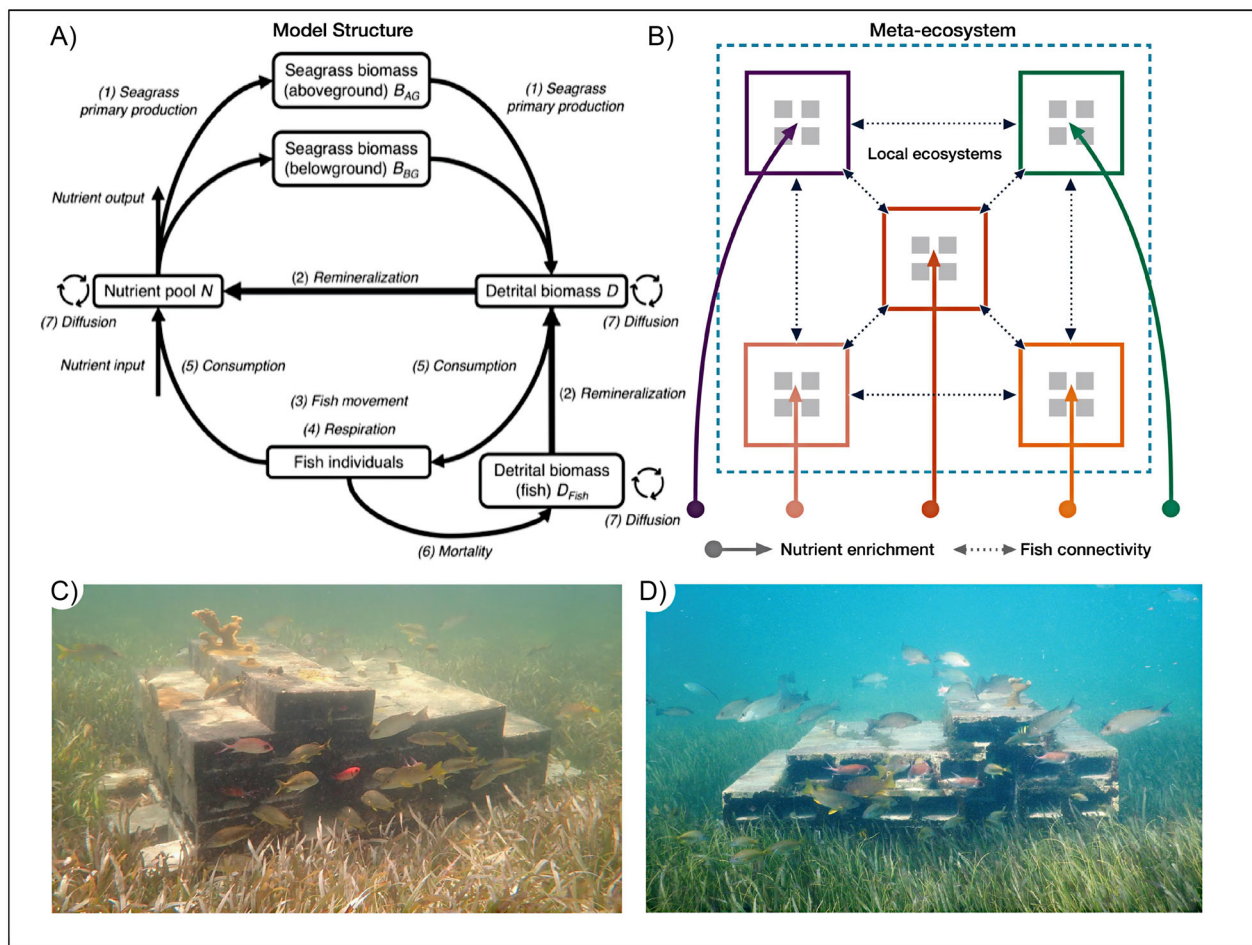 A)
Model Structure
Seagrass biomass
(aboveground) B_AG
(1) Seagrass
primary production
(1) Seagrass
primary production
Seagrass biomass
(belowground) B_BG
Nutrient output
(2) Remineralization
Nutrient pool N
Detrital biomass D
(7) Diffusion
(7) Diffusion
Nutrient input
(5) Consumption
(5) Consumption
(2) Remineralization
(3) Fish movement
(4) Respiration
Fish individuals
Detrital biomass
(fish) D_Fish
(7) Diffusion
(6) Mortality
B)
Meta-ecosystem
Local ecosystems
Nutrient enrichment
Fish connectivity
C)
D)